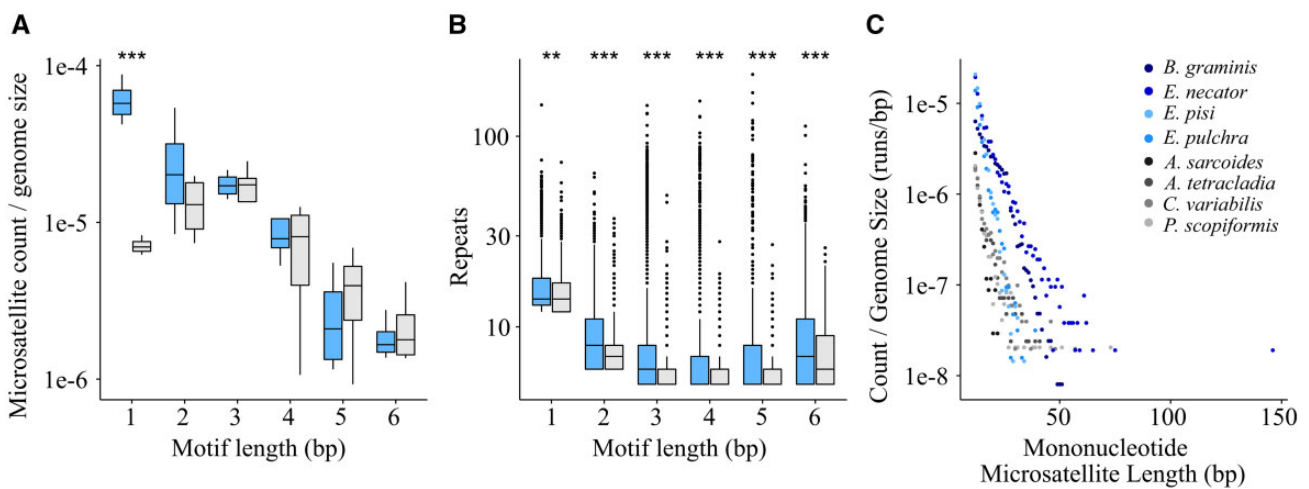 A
***
1e-4
1e-5
1e-6
Microsatellite count / genome size
1 2 3 4 5 6
Motif length (bp)
B
** *** *** *** *** ***
100
30
10
Repeats
1 2 3 4 5 6
Motif length (bp)
C
1e-5
1e-6
1e-7
1e-8
Count / Genome Size (runs/bp)
B. graminis
E. necator
E. pisi
E. pulchra
A. sarcoides
A. tetracladia
C. variabilis
P. scopiformis
50 100 150
Mononucleotide
Microsatellite Length (bp)